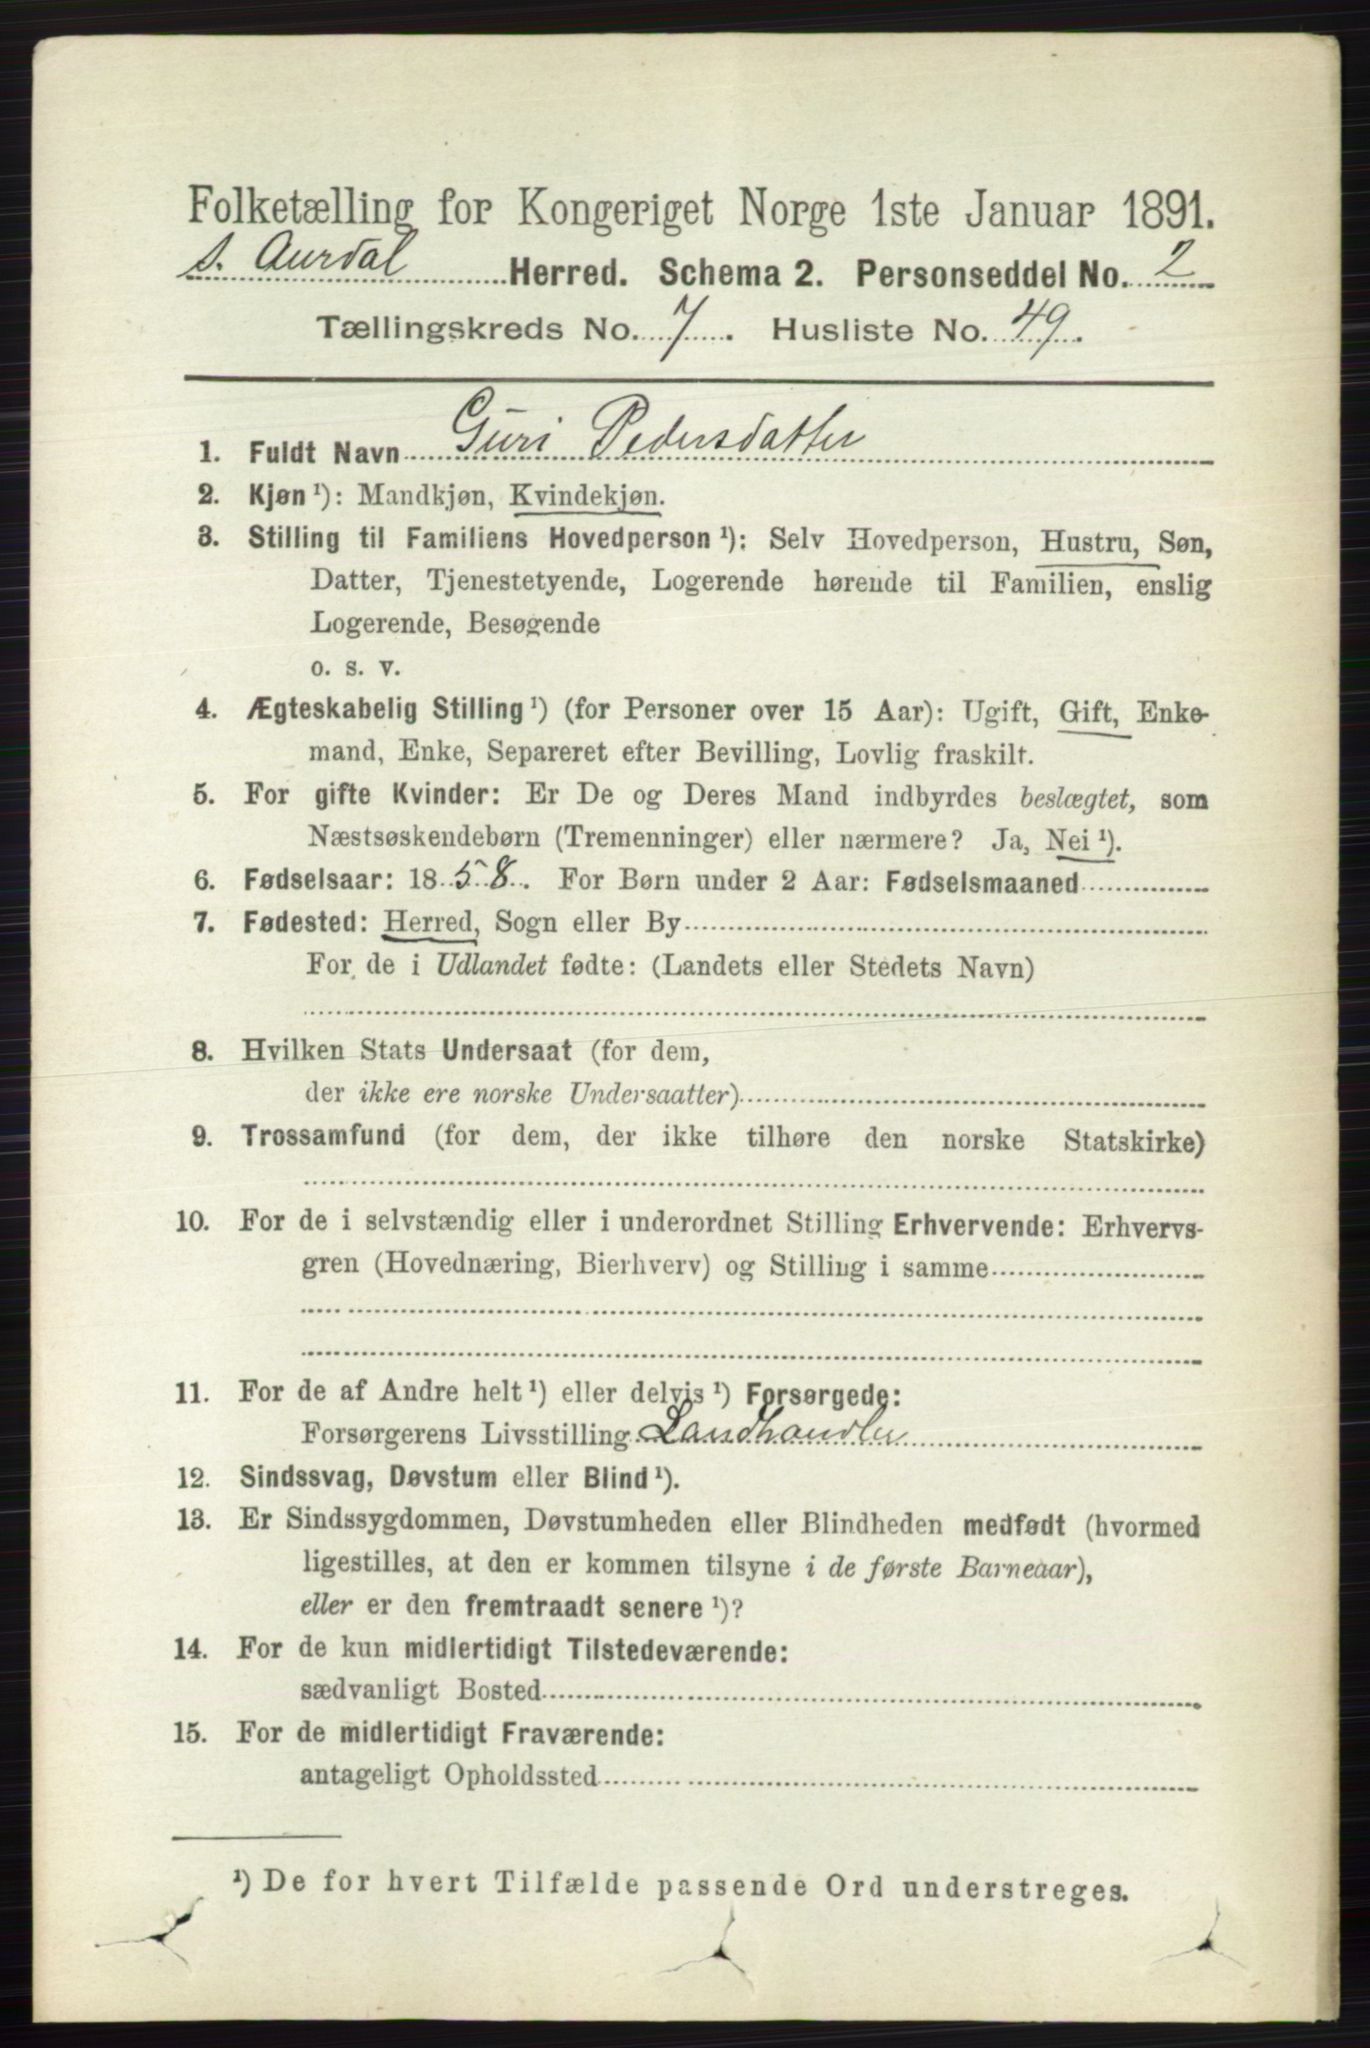 Folketælling for Kongeriget Norge 1ste Januar 1891.
S. Aurdal Herred. Schema 2. Personseddel No. 2
Tællingskreds No. 7. Husliste No. 49.
1. Fuldt Navn Guri Pedersdatter
2. Kjøn ¹): Mandkjøn, Kvindekjøn.
3. Stilling til Familiens Hovedperson ¹): Selv Hovedperson, Hustru, Søn,
Datter, Tjenestetyende, Logerende hørende til Familien, enslig
Logerende, Besøgende
o. s. v.
4. Ægteskabelig Stilling ¹) (for Personer over 15 Aar): Ugift, Gift, Enke-
mand, Enke, Separeret efter Bevilling, Lovlig fraskilt.
5. For gifte Kvinder: Er De og Deres Mand indbyrdes beslægtet, som
Næstsøskendebørn (Tremenninger) eller nærmere? Ja, Nei ¹).
6. Fødselsaar: 1858. For Børn under 2 Aar: Fødselsmaaned
7. Fødested: Herred, Sogn eller By
For de i Udlandet fødte: (Landets eller Stedets Navn)
8. Hvilken Stats Undersaat (for dem,
der ikke ere norske Undersaatter)
9. Trossamfund (for dem, der ikke tilhøre den norske Statskirke)
10. For de i selvstændig eller i underordnet Stilling Erhvervende: Erhvervs-
gren (Hovednæring, Bierhverv) og Stilling i samme
11. For de af Andre helt ¹) eller delvis ¹) Forsørgede:
Forsørgerens Livsstilling Landhandler
12. Sindssvag, Døvstum eller Blind ¹).
13. Er Sindssygdommen, Døvstumheden eller Blindheden medfødt (hvormed
ligestilles, at den er kommen tilsyne i de første Barneaar),
eller er den fremtraadt senere ¹)?
14. For de kun midlertidigt Tilstedeværende:
sædvanligt Bosted
15. For de midlertidigt Fraværende:
antageligt Opholdssted
¹) De for hvert Tilfælde passende Ord understreges.